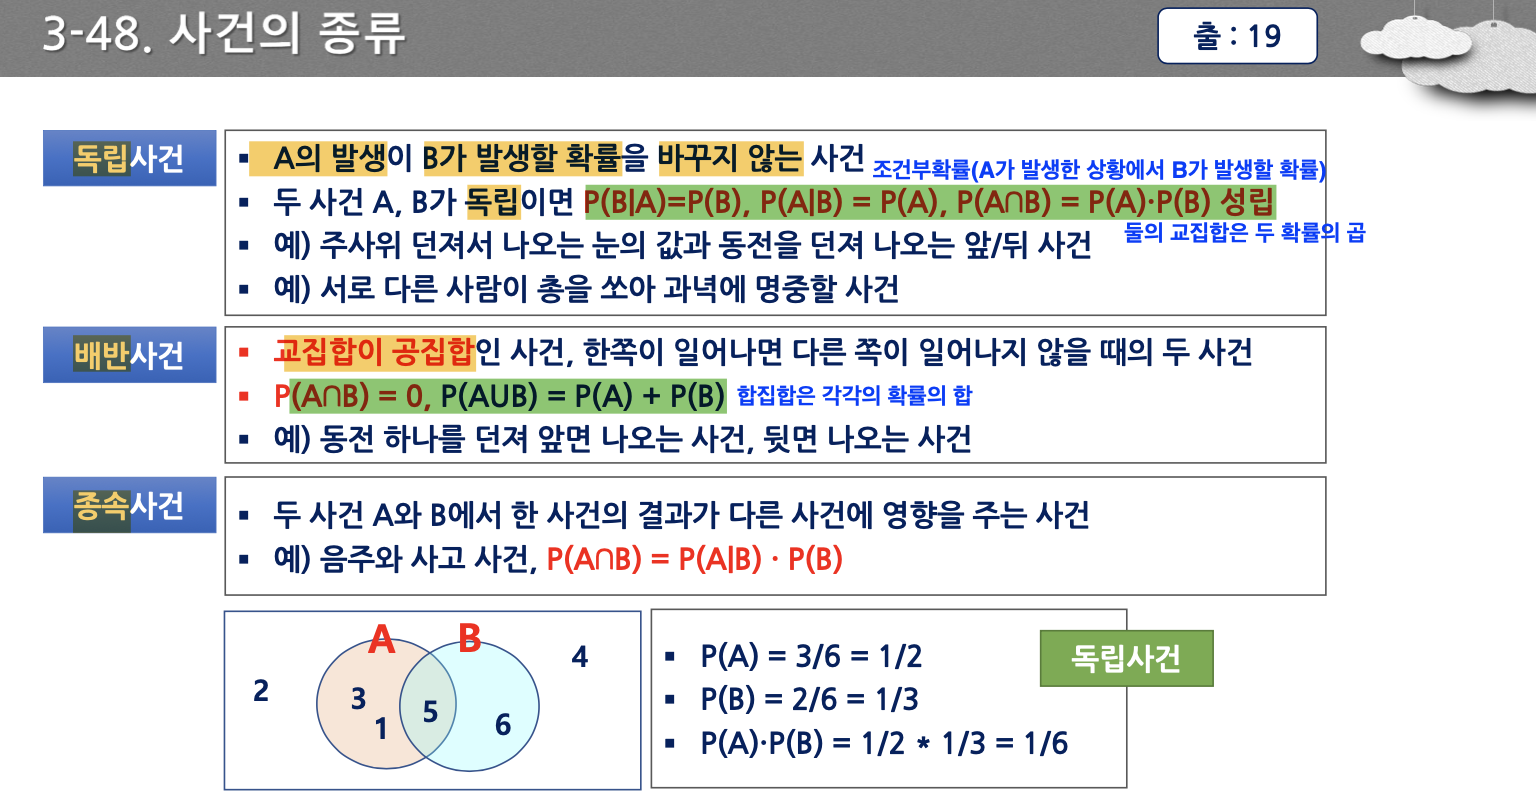 3-48. 사건의 종류
출 : 19
독립사건
▪ A의 발생이 B가 발생할 확률을 바꾸지 않는 사건 조건부확률(A가 발생한 상황에서 B가 발생할 확률)
▪ 두 사건 A, B가 독립이면 P(B|A)=P(B), P(A|B) = P(A), P(A∩B) = P(A)·P(B) 성립
둘의 교집합은 두 확률의 곱
▪ 예) 주사위 던져서 나오는 눈의 값과 동전을 던져 나오는 앞/뒤 사건
▪ 예) 서로 다른 사람이 총을 쏘아 과녁에 명중할 사건
배반사건
▪ 교집합이 공집합인 사건, 한쪽이 일어나면 다른 쪽이 일어나지 않을 때의 두 사건
▪ P(A∩B) = 0, P(AUB) = P(A) + P(B) 합집합은 각각의 확률의 합
▪ 예) 동전 하나를 던져 앞면 나오는 사건, 뒷면 나오는 사건
종속사건
▪ 두 사건 A와 B에서 한 사건의 결과가 다른 사건에 영향을 주는 사건
▪ 예) 음주와 사고 사건, P(A∩B) = P(A|B) · P(B)
A B
4
2
3
1
5
6
▪ P(A) = 3/6 = 1/2
▪ P(B) = 2/6 = 1/3
▪ P(A)·P(B) = 1/2 * 1/3 = 1/6
독립사건